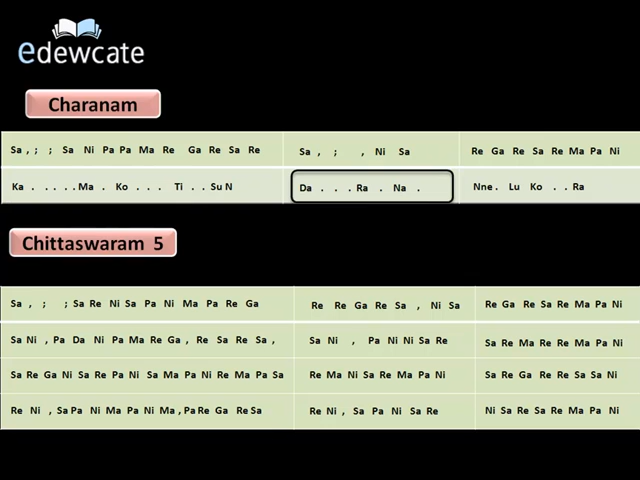 edewcate
Charanam
Sa , ; ; Sa Ni Pa Pa Ma Re Ga Re Sa Re Sa , ; , Ni Sa Re Ga Re Sa Re Ma Pa Ni
Ka . . . . . Ma . Ko . . . Ti . . Su N Da . . . Ra . Na . Nne . Lu Ko . . Ra
Chittaswaram 5
Sa , ; ; Sa Re Ni Sa Pa Ni Ma Pa Re Ga Re Re Ga Re Sa , Ni Sa Re Ga Re Sa Re Ma Pa Ni
Sa Ni , Pa Da Ni Pa Ma Re Ga , Re Sa Re Sa , Sa Ni , Pa Ni Ni Sa Re Sa Re Ma Re Re Ma Pa Ni
Sa Re Ga Ni Sa Re Pa Ni Sa Ma Pa Ni Re Ma Pa Sa Re Ma Ni Sa Re Ma Pa Ni Sa Re Ga Re Re Sa Sa Ni
Re Ni , Sa Pa Ni Ma Pa Ni Ma , Pa Re Ga Re Sa Re Ni , Sa Pa Ni Sa Re Ni Sa Re Sa Re Ma Pa Ni